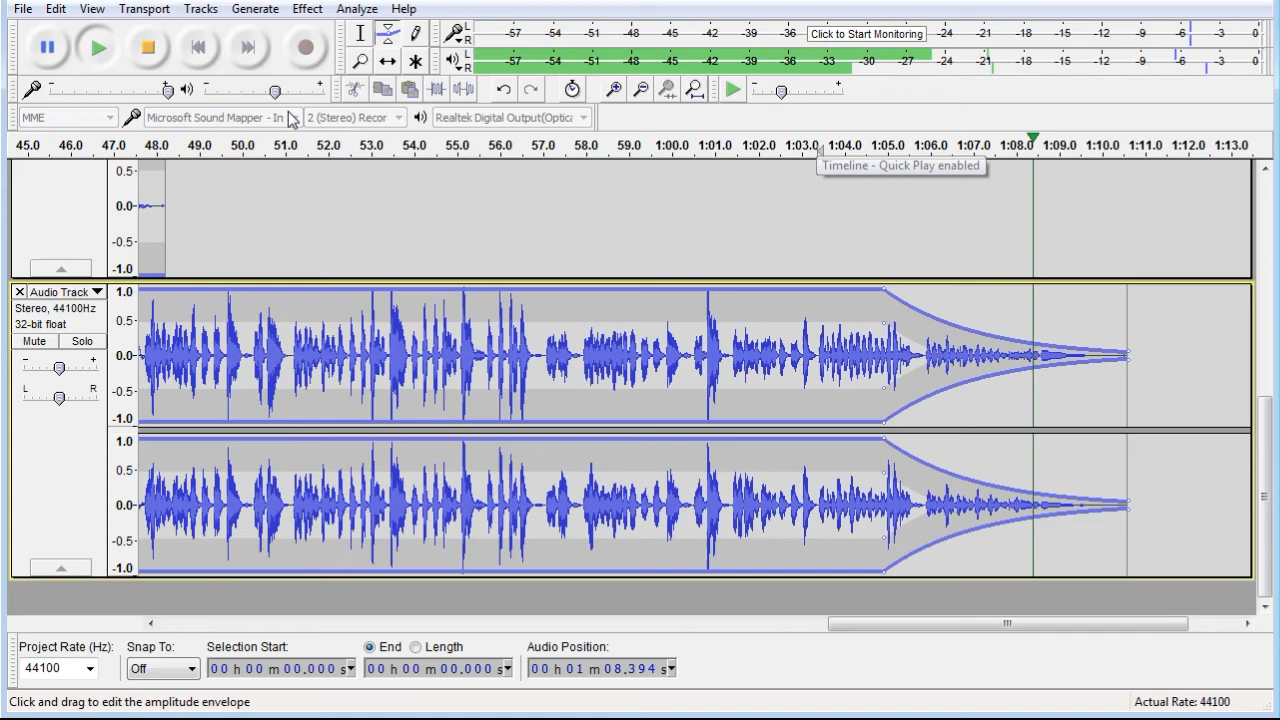 File Edit View Transport Tracks Generate Effect Analyze Help
L R -57 -54 -51 -48 -45 -42 -39 -36 -33 Click to Start Monitoring -24 -21 -18 -15 -12 -9 -6 -3 0
L R -57 -54 -51 -48 -45 -42 -39 -36 -33 -30 -27 -24 -21 -18 -15 -12 -9 -6 -3 0
- + - + - +
MME Microsoft Sound Mapper - In 2 (Stereo) Recor Realtek Digital Output(Optica
45.0 46.0 47.0 48.0 49.0 50.0 51.0 52.0 53.0 54.0 55.0 56.0 57.0 58.0 59.0 1:00.0 1:01.0 1:02.0 1:03.0 1:04.0 1:05.0 1:06.0 1:07.0 1:08.0 1:09.0 1:10.0 1:11.0 1:12.0 1:13.0
Timeline - Quick Play enabled
0.5
0.0
-0.5
-1.0
Audio Track 1.0
Stereo, 44100Hz
32-bit float 0.5
Mute Solo
- + 0.0
L R -0.5
-1.0
1.0
0.5
0.0
-0.5
-1.0
Project Rate (Hz): Snap To: Selection Start: End Length Audio Position:
44100 Off 00 h 00 m 00.000 s 00 h 00 m 00.000 s 00 h 01 m 08.394 s
Click and drag to edit the amplitude envelope Actual Rate: 44100